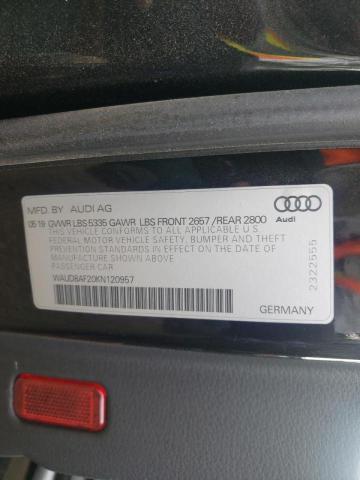 MFD. BY AUDI AG
05-19 GVWR LBS 5335 GAWR LBS FRONT 2657 / REAR 2800
THIS VEHICLE CONFORMS TO ALL APPLICABLE U.S.
FEDERAL MOTOR VEHICLE SAFETY, BUMPER AND THEFT
PREVENTION STANDARDS IN EFFECT ON THE DATE OF
MANUFACTURE SHOWN ABOVE
PASSENGER CAR
WAUD8AF20KN120957
Audi
2322555
GERMANY